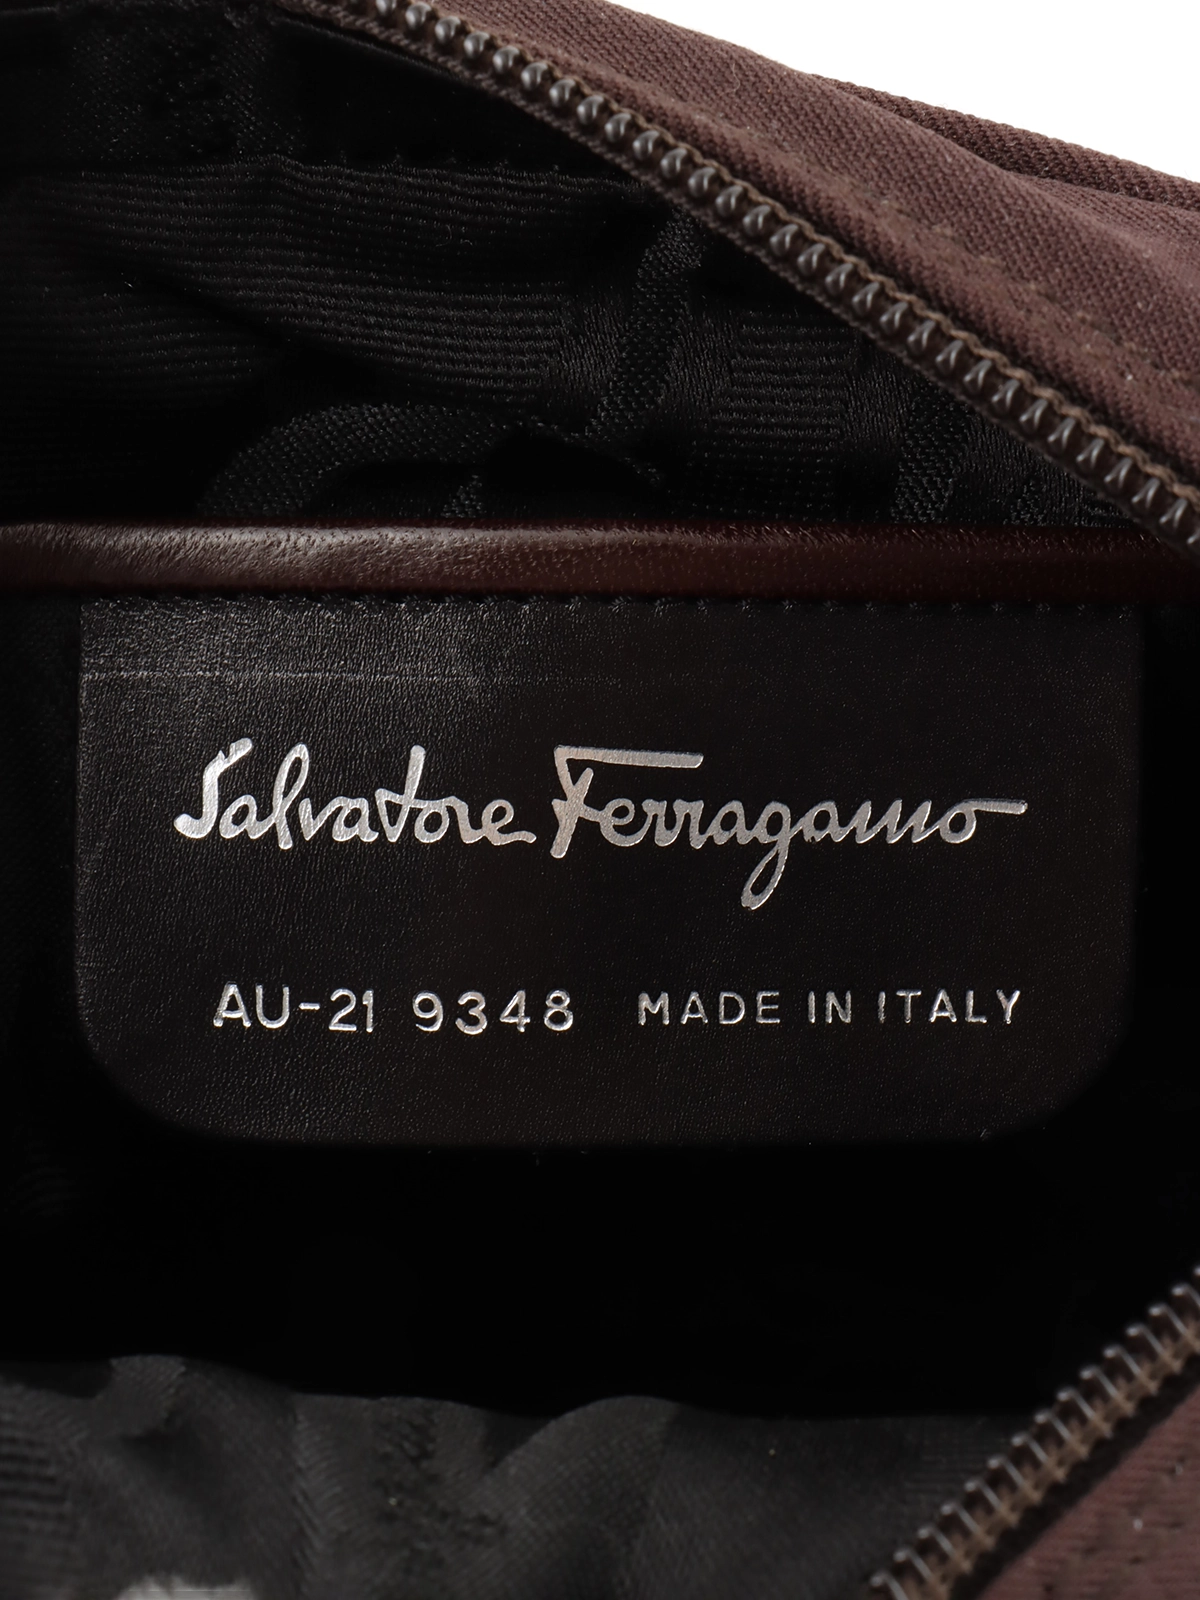 Salvatore Ferragamo
AU-21 9348 MADE IN ITALY